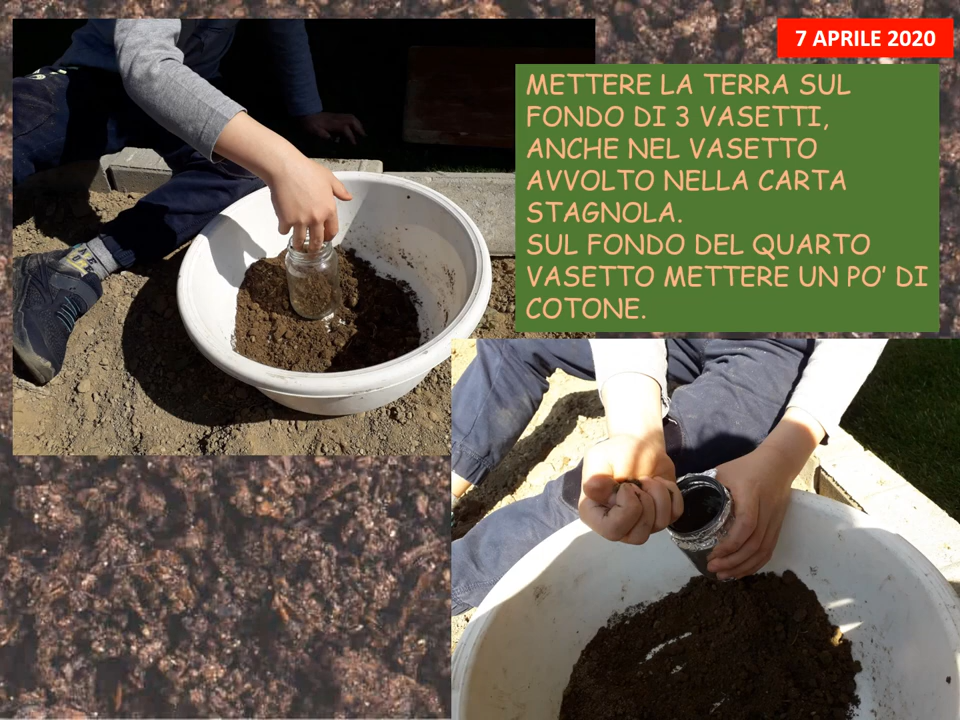 7 APRILE 2020
METTERE LA TERRA SUL
FONDO DI 3 VASETTI,
ANCHE NEL VASETTO
AVVOLTO NELLA CARTA
STAGNOLA.
SUL FONDO DEL QUARTO
VASETTO METTERE UN PO' DI
COTONE.